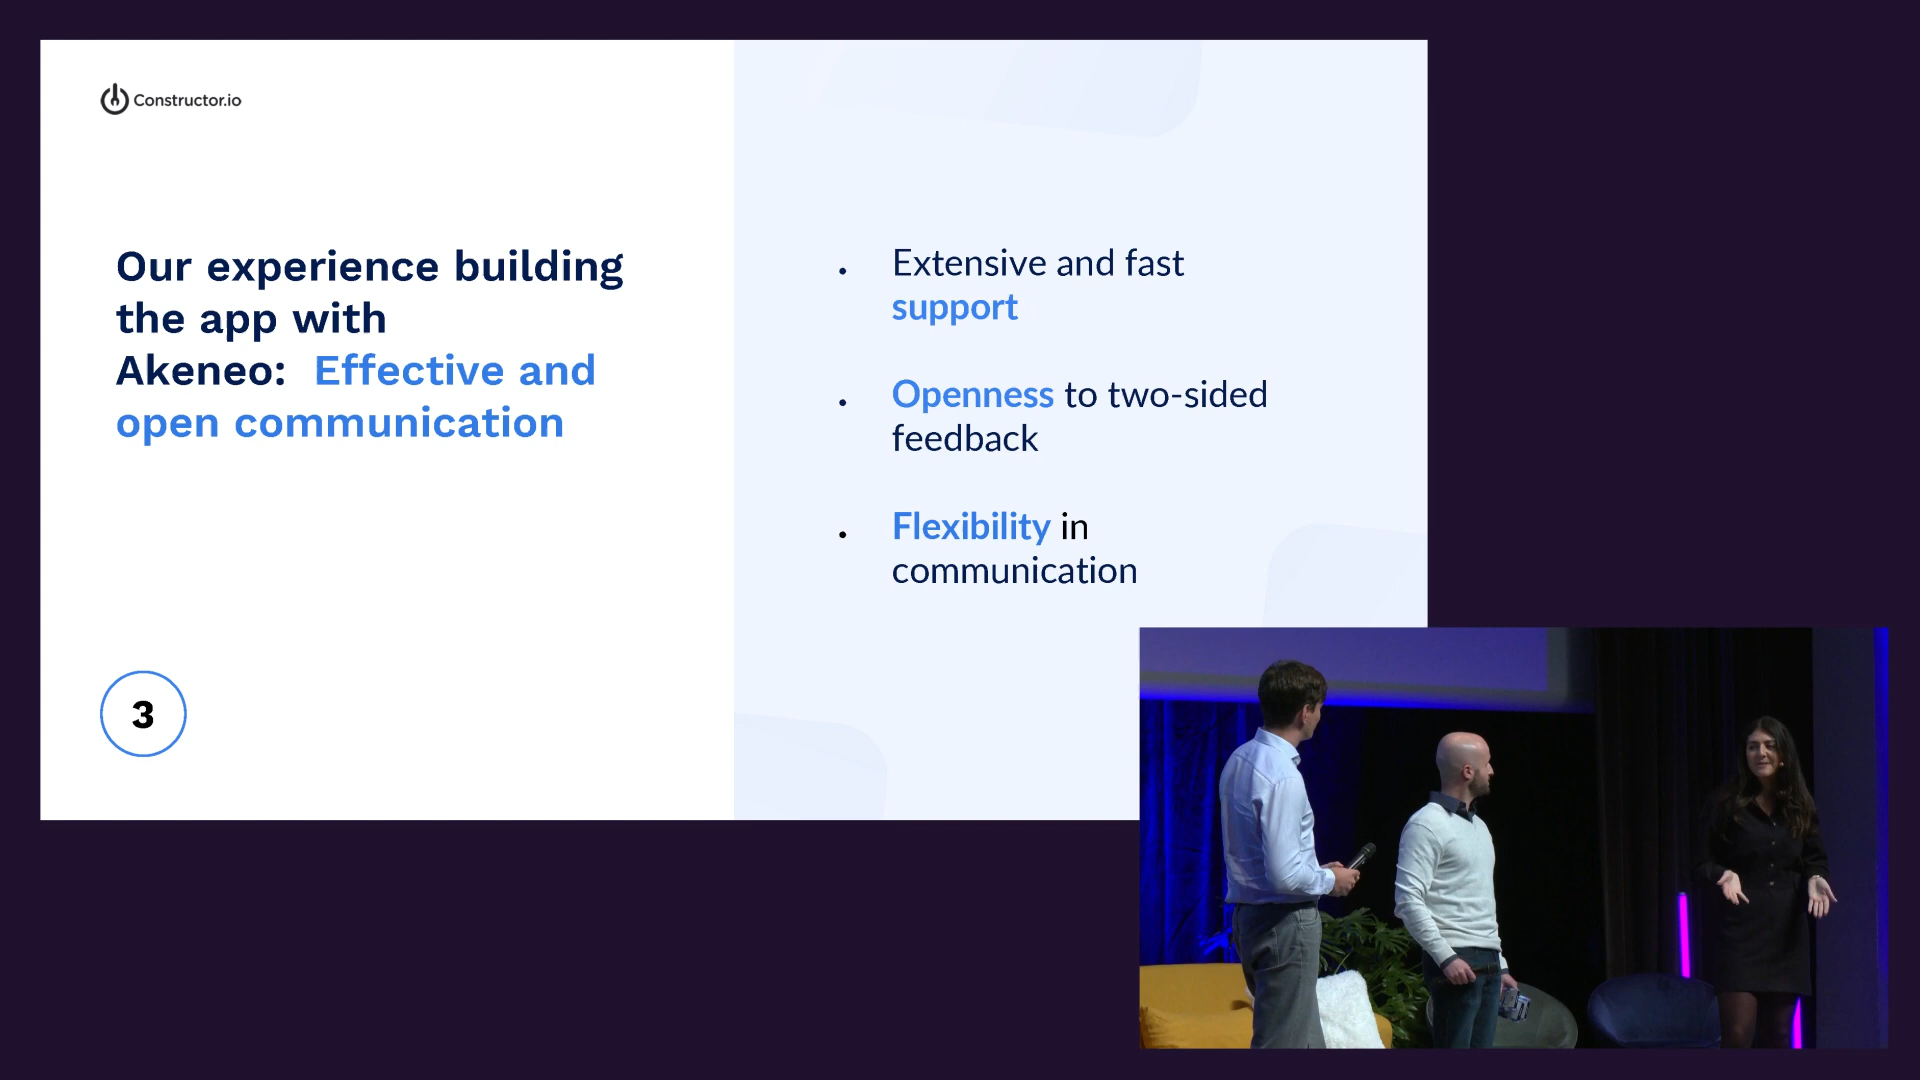 Constructor.io
Our experience building
the app with
Akeneo: Effective and
open communication
3
Extensive and fast
support
Openness to two-sided
feedback
Flexibility in
communication